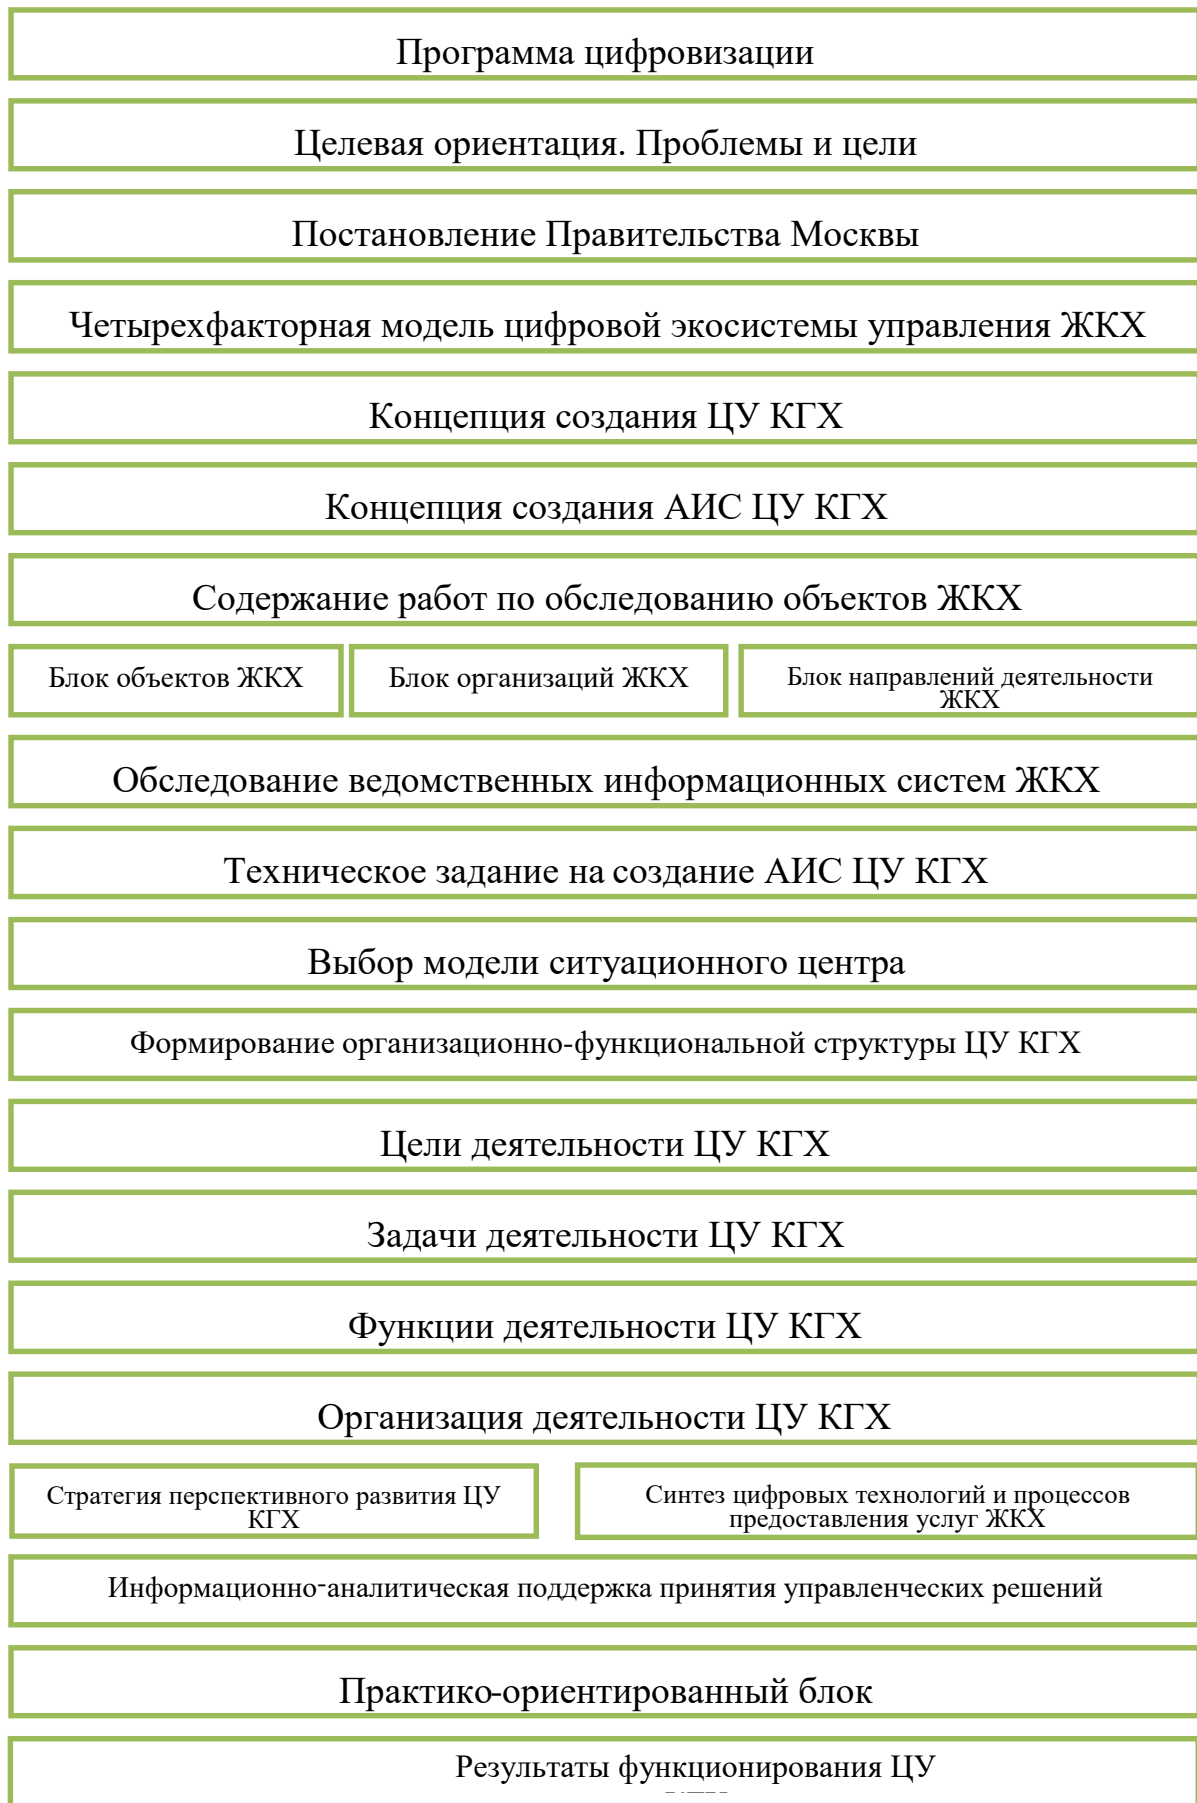 Программа цифровизации
Целевая ориентация. Проблемы и цели
Постановление Правительства Москвы
Четырехфакторная модель цифровой экосистемы управления ЖКХ
Концепция создания ЦУ КГХ
Концепция создания АИС ЦУ КГХ
Содержание работ по обследованию объектов ЖКХ
Блок объектов ЖКХ
Блок организаций ЖКХ
Блок направлений деятельности
ЖКХ
Обследование ведомственных информационных систем ЖКХ
Техническое задание на создание АИС ЦУ КГХ
Выбор модели ситуационного центра
Формирование организационно-функциональной структуры ЦУ КГХ
Цели деятельности ЦУ КГХ
Задачи деятельности ЦУ КГХ
Функции деятельности ЦУ КГХ
Организация деятельности ЦУ КГХ
Стратегия перспективного развития ЦУ
КГХ
Синтез цифровых технологий и процессов
предоставления услуг ЖКХ
Информационно-аналитическая поддержка принятия управленческих решений
Практико-ориентированный блок
Результаты функционирования ЦУ